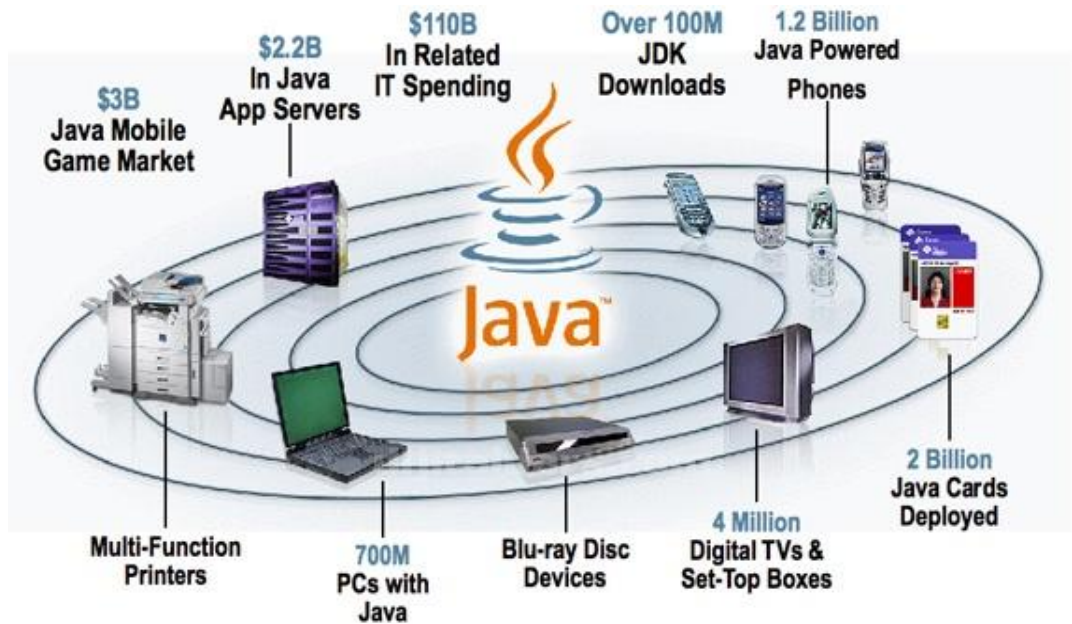 $3B
Java Mobile
Game Market
$2.2B
In Java
App Servers
$110B
In Related
IT Spending
Over 100M
JDK
Downloads
1.2 Billion
Java Powered
Phones
Java™
2 Billion
Java Cards
Deployed
Multi-Function
Printers
700M
PCs with
Java
Blu-ray Disc
Devices
4 Million
Digital TVs &
Set-Top Boxes